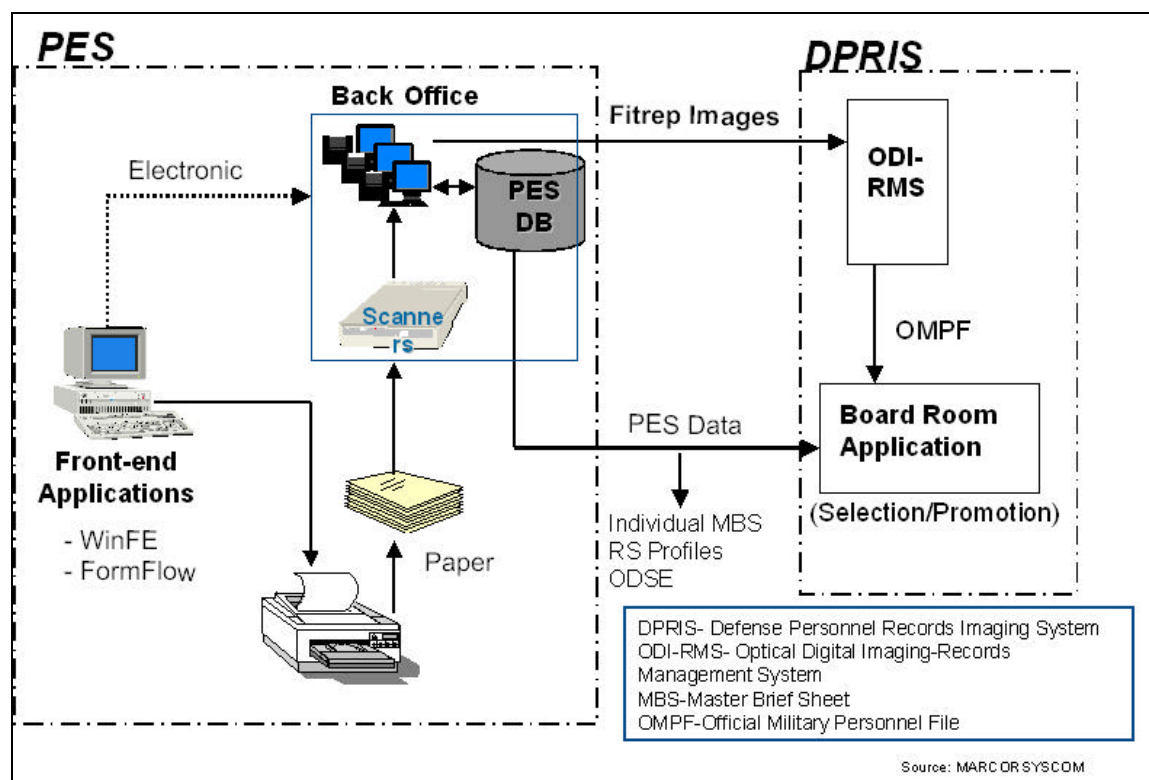 PES
DPRIS
Back Office
Fitrep Images
Electronic
PES
DB
ODI-
RMS
Scanne
rs
OMPF
PES Data
Board Room
Application
(Selection/Promotion)
Front-end
Applications
- WinFE
- FormFlow
Paper
Individual MBS
RS Profiles
ODSE
DPRIS- Defense Personnel Records Imaging System
ODI-RMS- Optical Digital Imaging-Records
Management System
MBS-Master Brief Sheet
OMPF-Official Military Personnel File
Source: MARCORSYSCOM